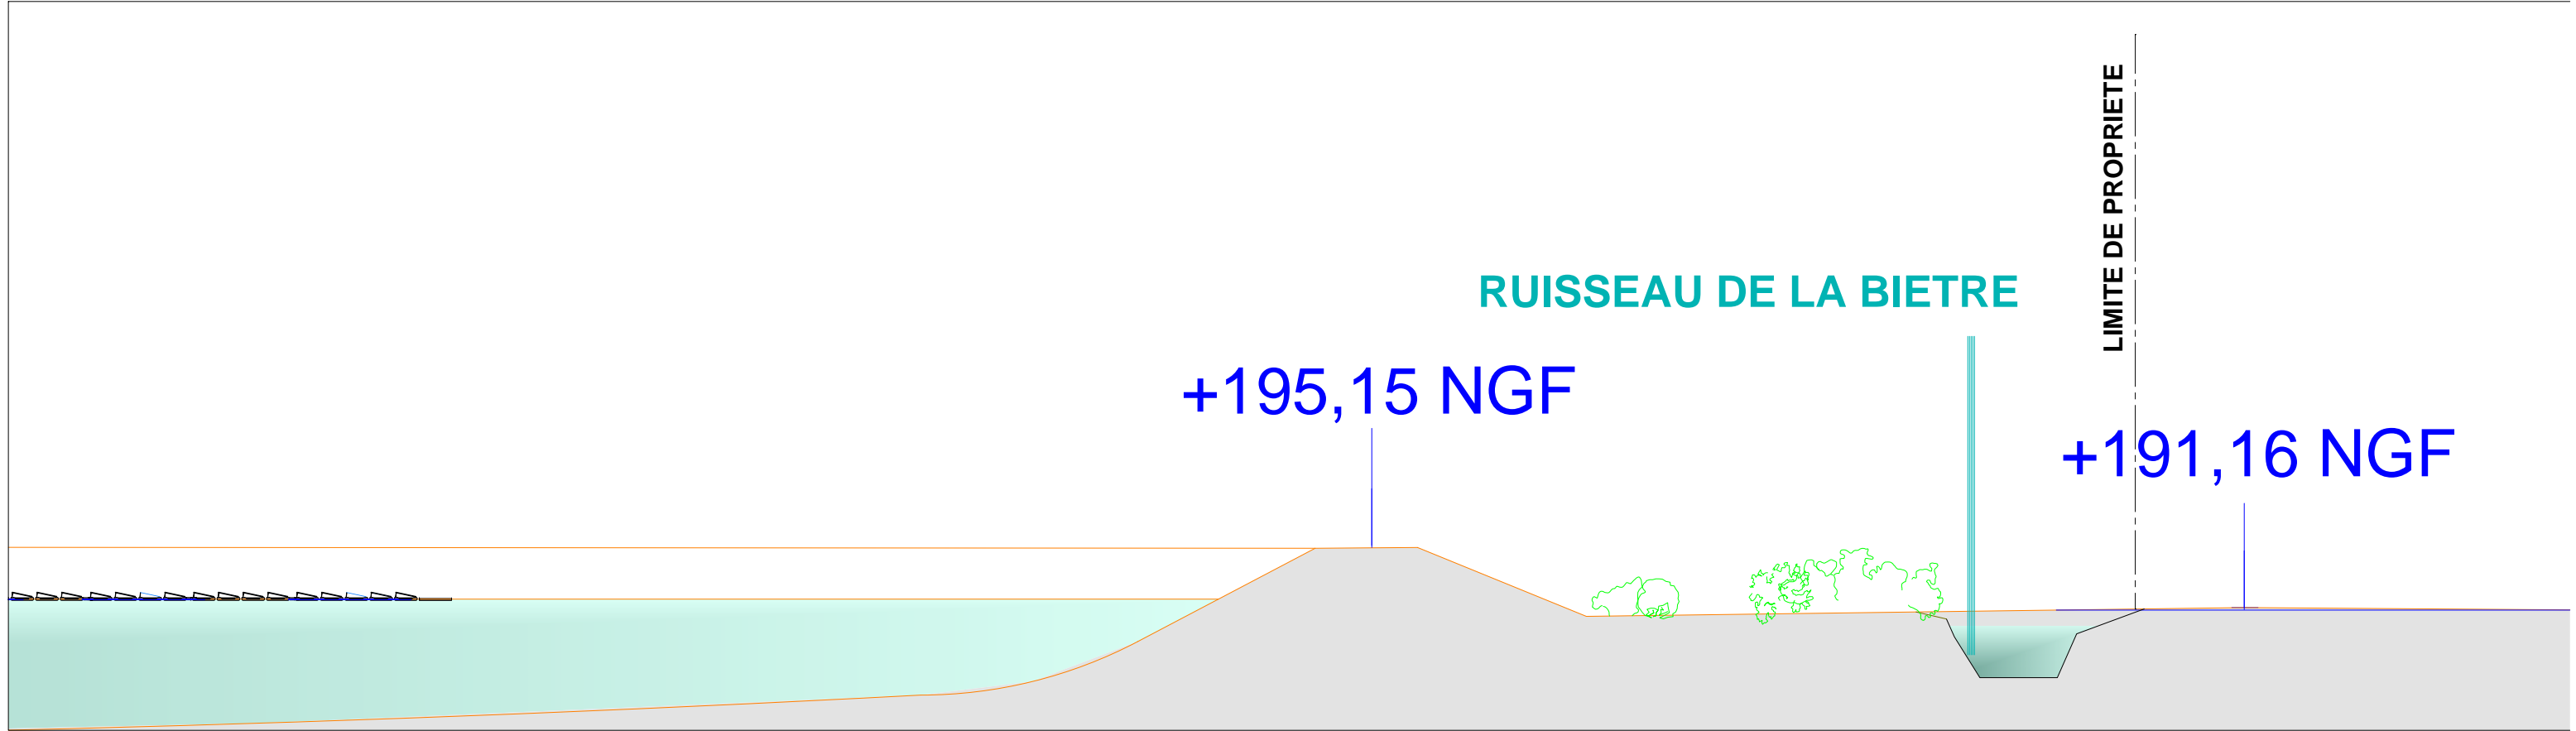 LIMITE DE PROPRIETE
RUISSEAU DE LA BIETRE
+195,15 NGF
+191,16 NGF